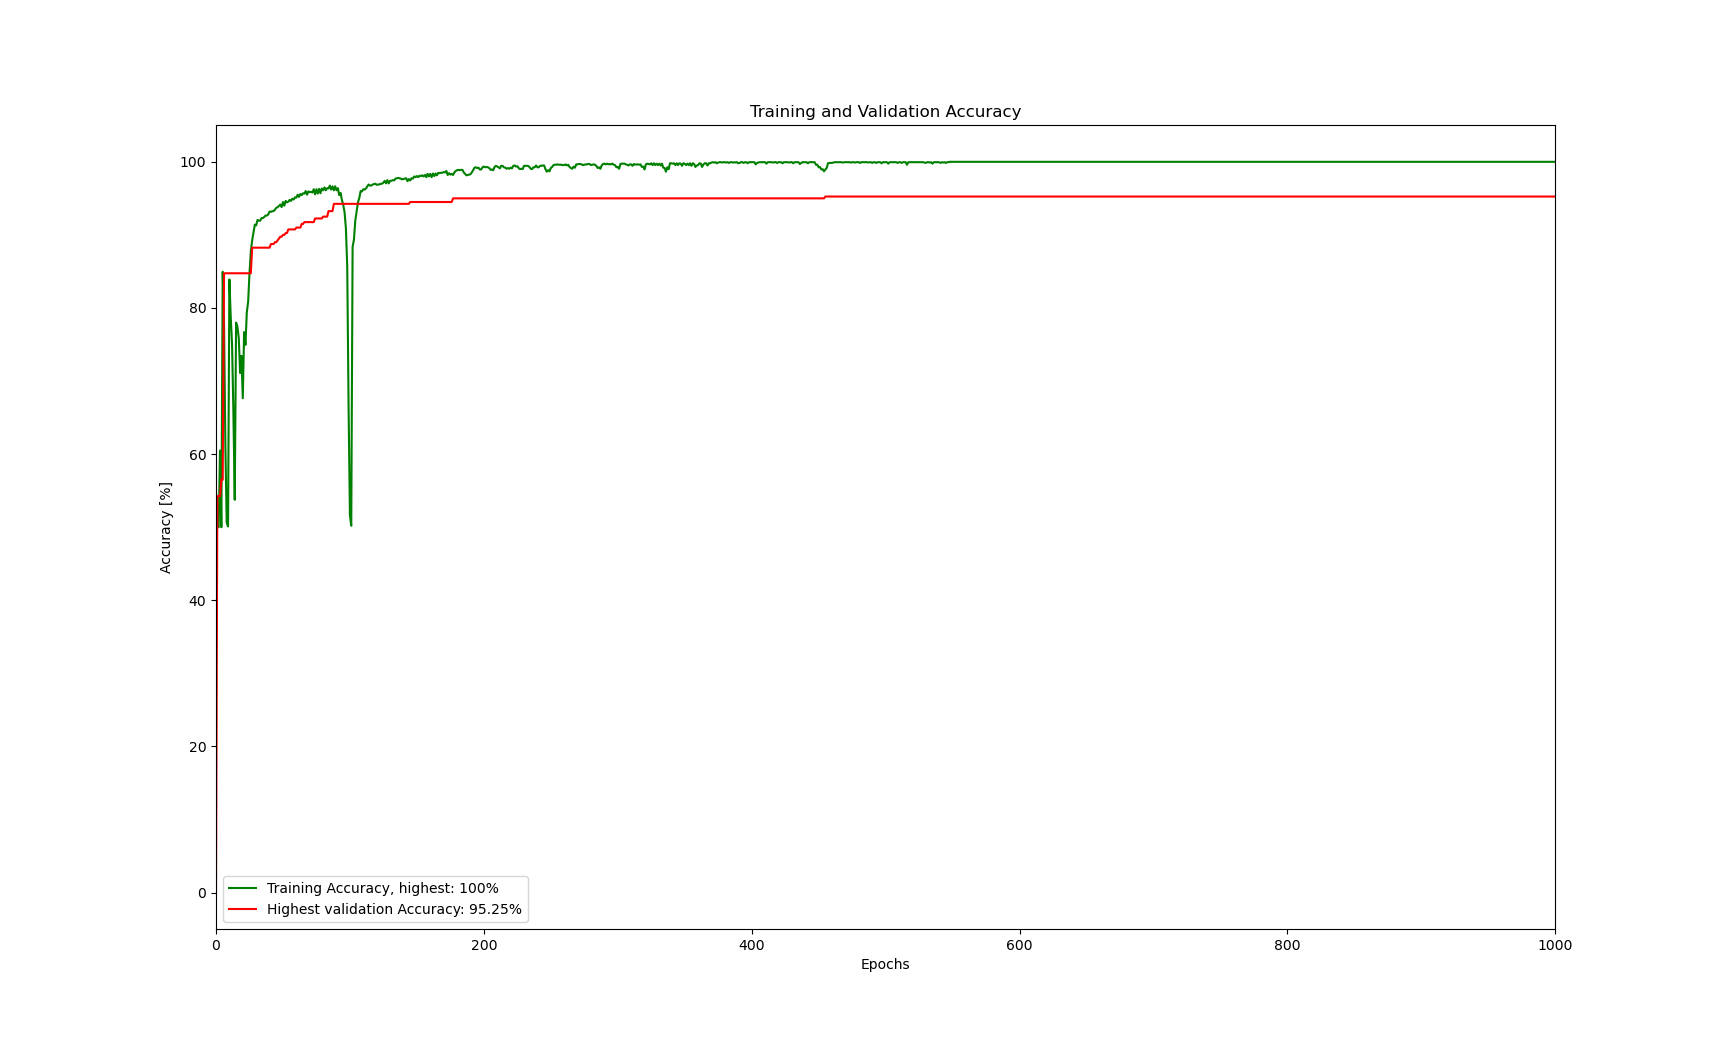 Training and Validation Accuracy
100
80
60
40
20
0
Accuracy [%]
Training Accuracy, highest: 100%
Highest validation Accuracy: 95.25%
0 200 400 600 800 1000
Epochs